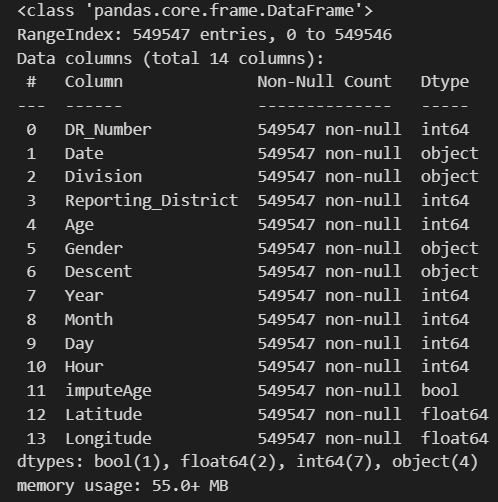 <class 'pandas.core.frame.DataFrame'>
RangeIndex: 549547 entries, 0 to 549546
Data columns (total 14 columns):
 #   Column              Non-Null Count   Dtype
---  ------              --------------   -----
 0   DR_Number           549547 non-null  int64
 1   Date                549547 non-null  object
 2   Division            549547 non-null  object
 3   Reporting_District  549547 non-null  int64
 4   Age                 549547 non-null  int64
 5   Gender              549547 non-null  object
 6   Descent             549547 non-null  object
 7   Year                549547 non-null  int64
 8   Month               549547 non-null  int64
 9   Day                 549547 non-null  int64
 10  Hour                549547 non-null  int64
 11  imputeAge           549547 non-null  bool
 12  Latitude            549547 non-null  float64
 13  Longitude           549547 non-null  float64
dtypes: bool(1), float64(2), int64(7), object(4)
memory usage: 55.0+ MB